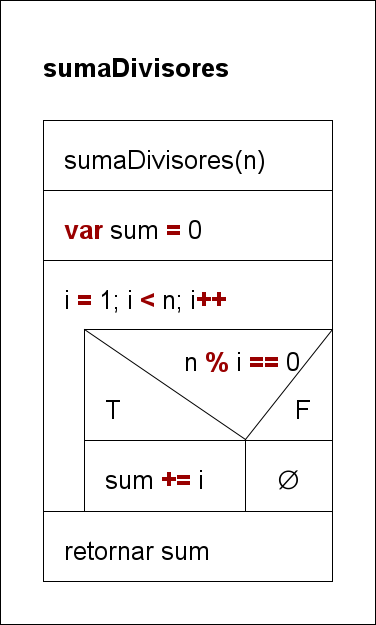 sumaDivisores
sumaDivisores(n)
var sum = 0
i = 1; i < n; i++
n % i == 0
T
F
sum += i
∅
retornar sum